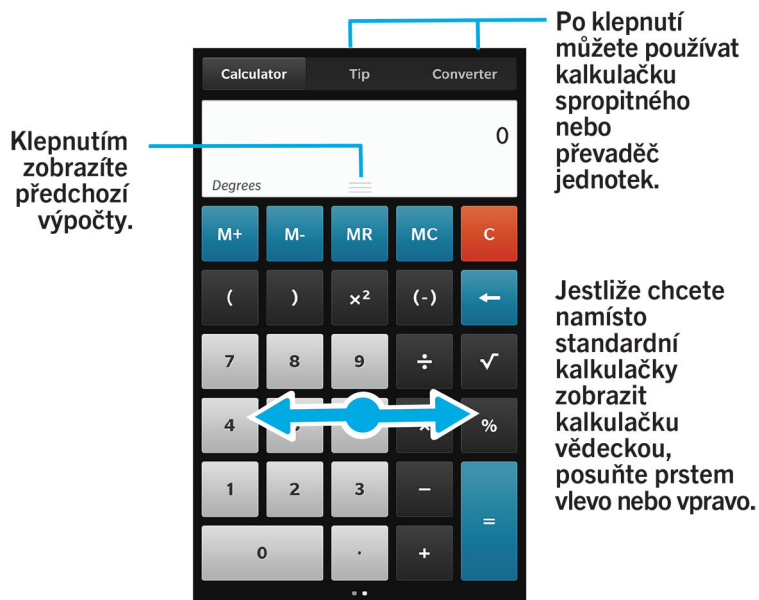 Po klepnutí
můžete používat
kalkulačku
spropitného
nebo
převaděč
jednotek.
Calculator Tip Converter
0
Klepnutím
zobrazíte
předchozí
výpočty.
Degrees
M+ M- MR MC C
( ) ×² (-) ←
7 8 9 ÷ √
4 %
1 2 3 − =
0 . +
Jestliže chcete
namísto
standardní
kalkulačky
zobrazit
kalkulačku
vědeckou,
posuňte prstem
vlevo nebo vpravo.